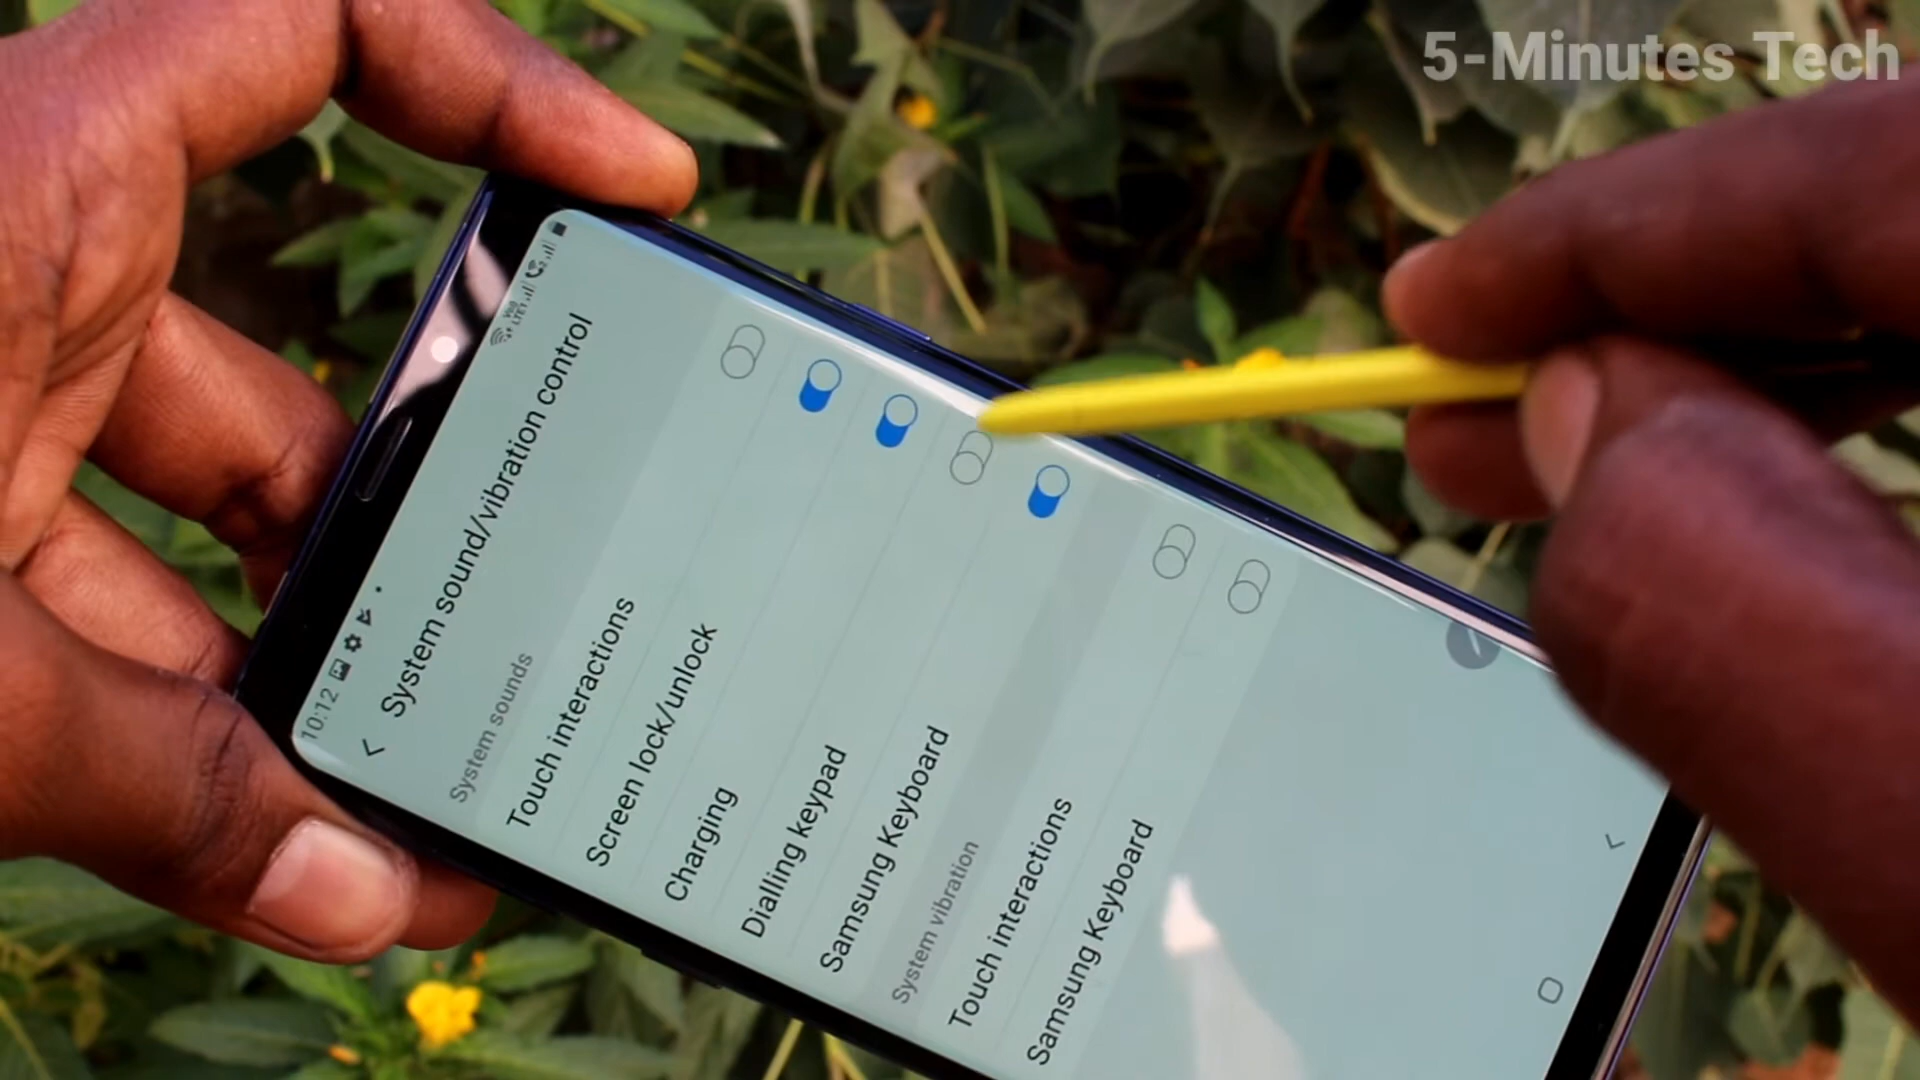 5-Minutes Tech
10:12
System sound/vibration control
System sounds
Touch interactions
Screen lock/unlock
Charging
Dialling keypad
Samsung Keyboard
System vibration
Touch interactions
Samsung Keyboard